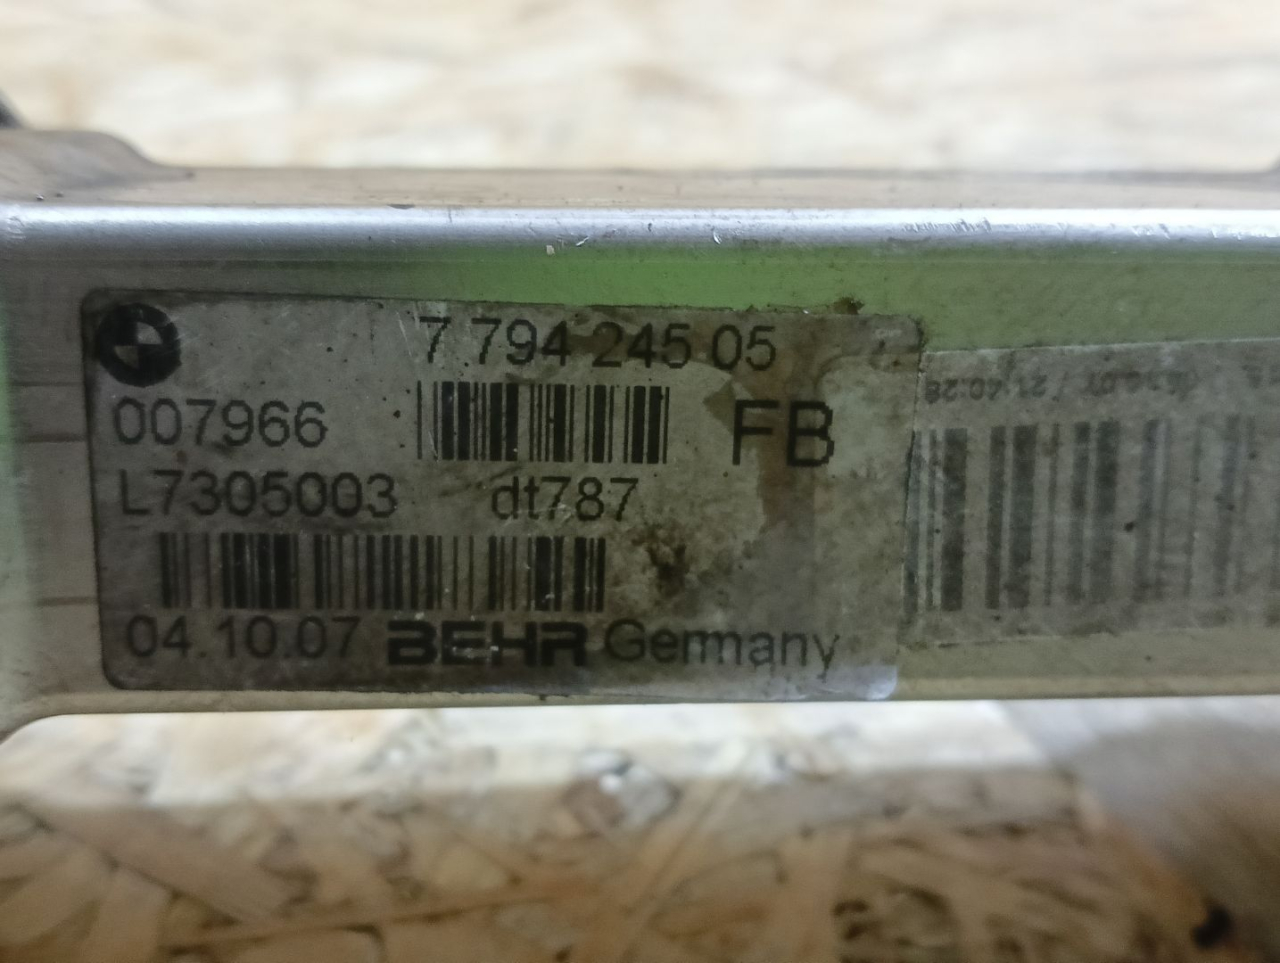 7 794 245 05
007966
FB
L7305003 dt787
04.10.07 BEHR Germany